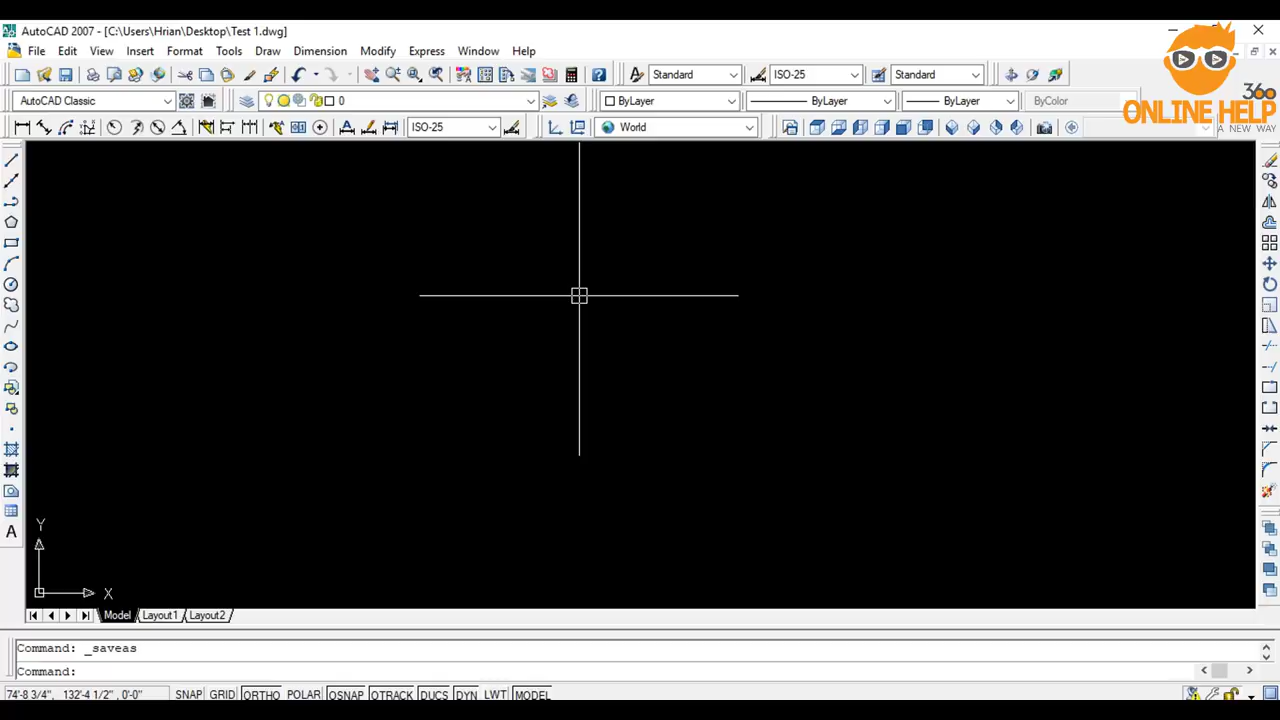 AutoCAD 2007 - [C:\Users\Hrian\Desktop\Test 1.dwg]
File Edit View Insert Format Tools Draw Dimension Modify Express Window Help
Standard ISO-25 Standard
AutoCAD Classic 0 ByLayer ByLayer ByLayer ByColor
ISO-25 World
360
ONLINE HELP
A NEW WAY
A
Y
X
Model Layout1 Layout2
Command: _saveas
Command:
74'-8 3/4", 132'-4 1/2" , 0'-0" SNAP GRID ORTHO POLAR OSNAP OTRACK DUCS DYN LWT MODEL